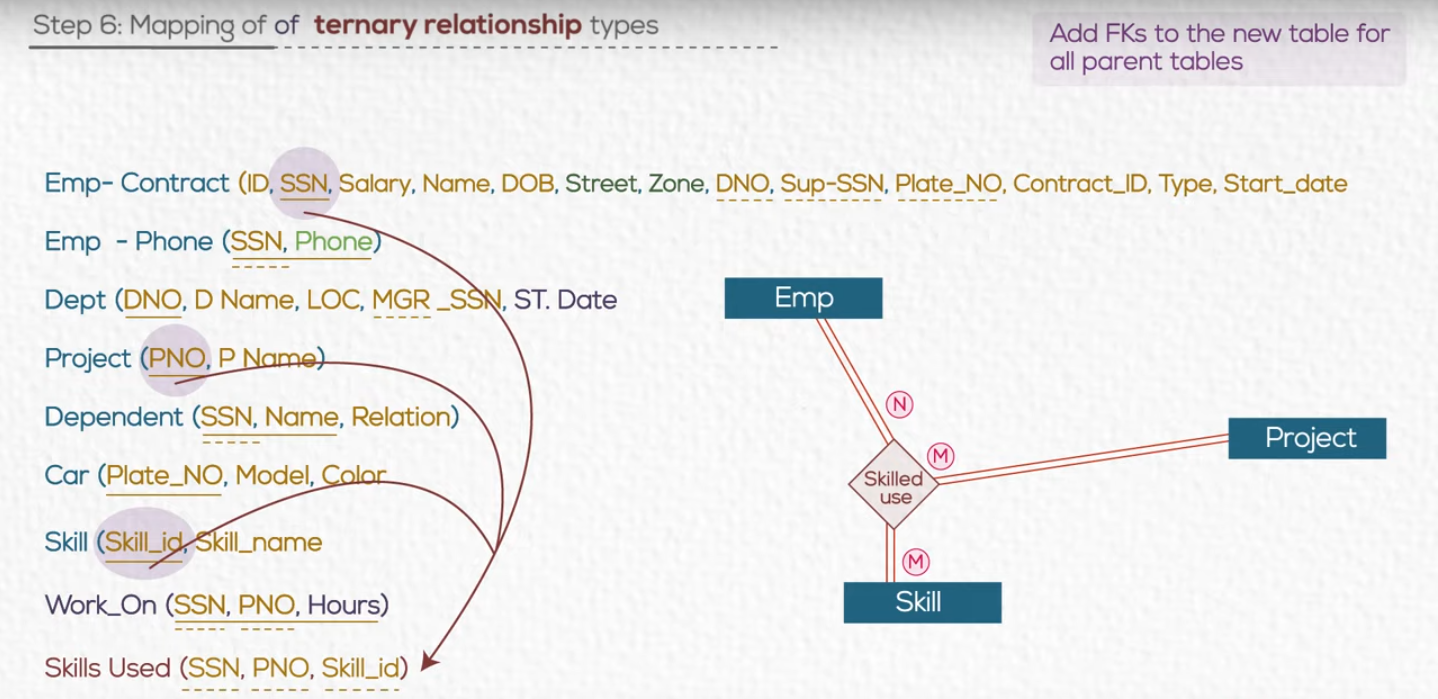 Step 6: Mapping of of ternary relationship types
Add FKs to the new table for
all parent tables
Emp- Contract (ID, SSN, Salary, Name, DOB, Street, Zone, DNO, Sup-SSN, Plate_NO, Contract_ID, Type, Start_date
Emp - Phone (SSN, Phone)
Dept (DNO, D Name, LOC, MGR _SSN, ST. Date
Project (PNO, P Name)
Dependent (SSN, Name, Relation)
Car (Plate_NO, Model, Color
Skill (Skill_id, Skill_name
Work_On (SSN, PNO, Hours)
Skills Used (SSN, PNO, Skill_id)
Emp
N
M
Project
Skilled
use
M
Skill